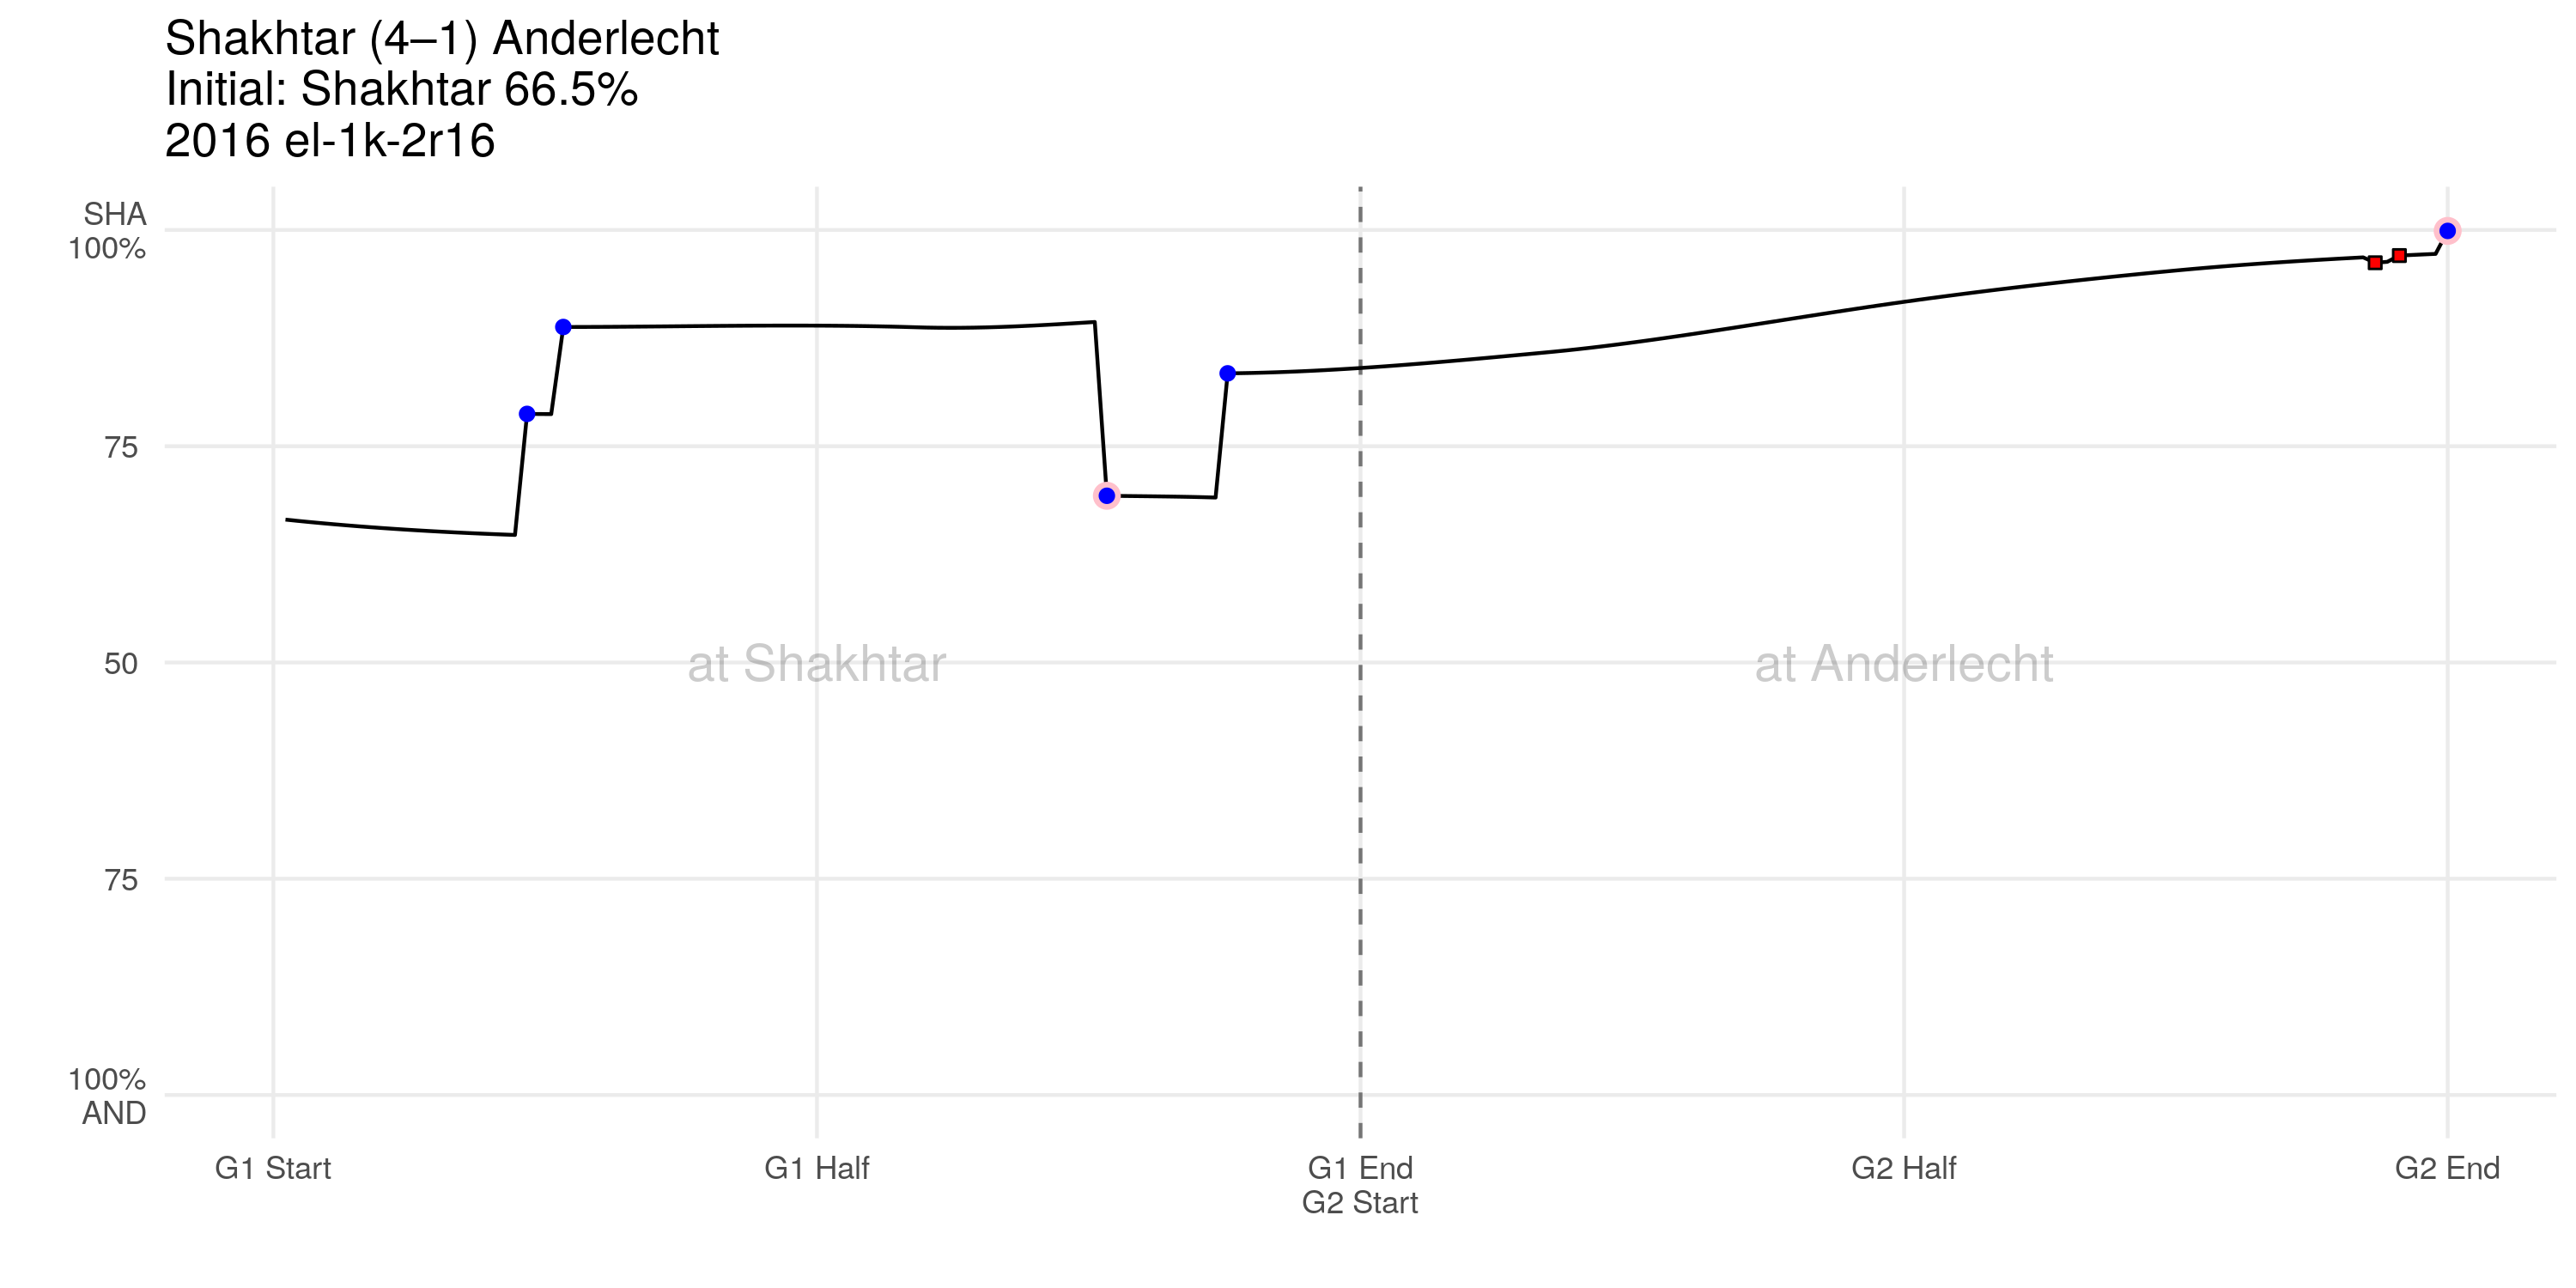 Shakhtar (4–1) Anderlecht
Initial: Shakhtar 66.5%
2016 el-1k-2r16
SHA
100%
75
50
75
100%
AND
at Shakhtar
at Anderlecht
G1 Start
G1 Half
G1 End
G2 Start
G2 Half
G2 End